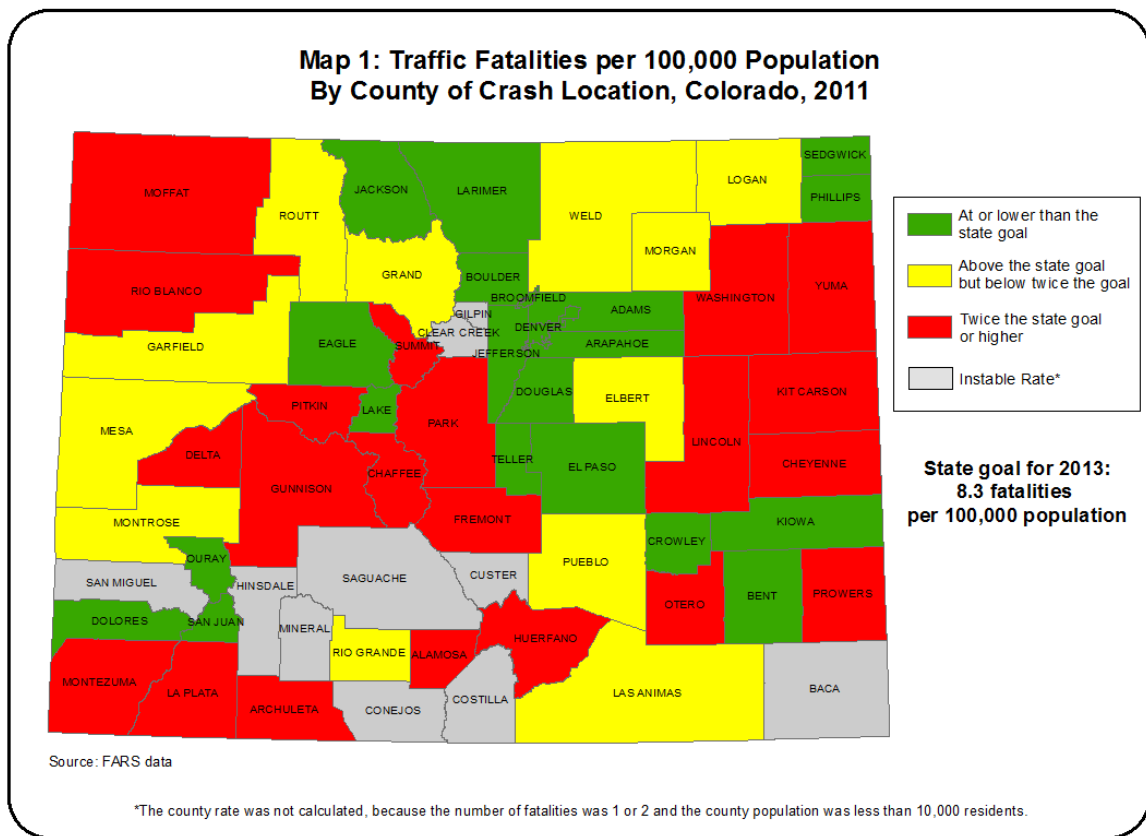 Map 1: Traffic Fatalities per 100,000 Population
By County of Crash Location, Colorado, 2011
SEDGWICK
LOGAN
MOFFAT
JACKSON
LARIMER
PHILLIPS
ROUTT
WELD
MORGAN
GRAND
BOULDER
RIO BLANCO
YUMA
WASHINGTON
BROOMFIELD
ADAMS
GILPIN
DENVER
CLEAR CREEK
GARFIELD
EAGLE
SUMMIT
JEFFERSON
ARAPAHOE
DOUGLAS
ELBERT
KIT CARSON
PITKIN
LAKE
PARK
LINCOLN
MESA
DELTA
TELLER
EL PASO
CHEYENNE
CHAFFEE
GUNNISON
FREMONT
MONTROSE
KIOWA
CROWLEY
OURAY
PUEBLO
SAN MIGUEL
HINSDALE
SAGUACHE
CUSTER
OTERO
BENT
PROWERS
DOLORES
SAN JUAN
MINERAL
HUERFANO
RIO GRANDE
ALAMOSA
MONTEZUMA
LA PLATA
ARCHULETA
CONEJOS
COSTILLA
LAS ANIMAS
BACA
At or lower than the
state goal
Above the state goal
but below twice the goal
Twice the state goal
or higher
Instable Rate*
State goal for 2013:
8.3 fatalities
per 100,000 population
Source: FARS data
*The county rate was not calculated, because the number of fatalities was 1 or 2 and the county population was less than 10,000 residents.